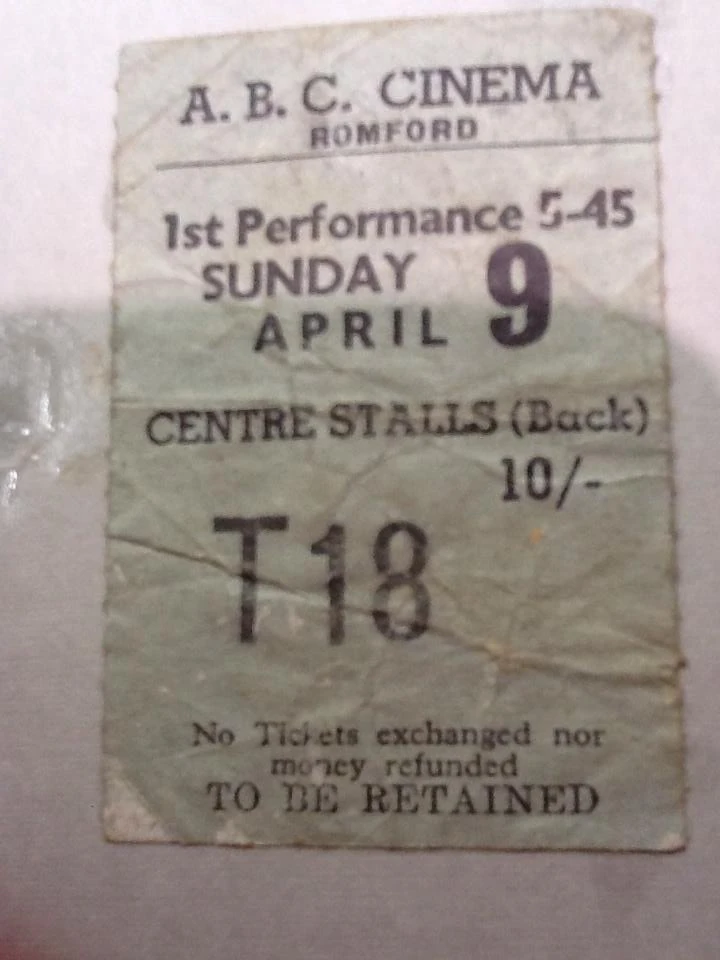 A. B. C. CINEMA
ROMFORD
1st Performance 5-45
SUNDAY
APRIL 9
CENTRE STALLS (Back)
10/-
T18
No Tickets exchanged nor
money refunded
TO BE RETAINED